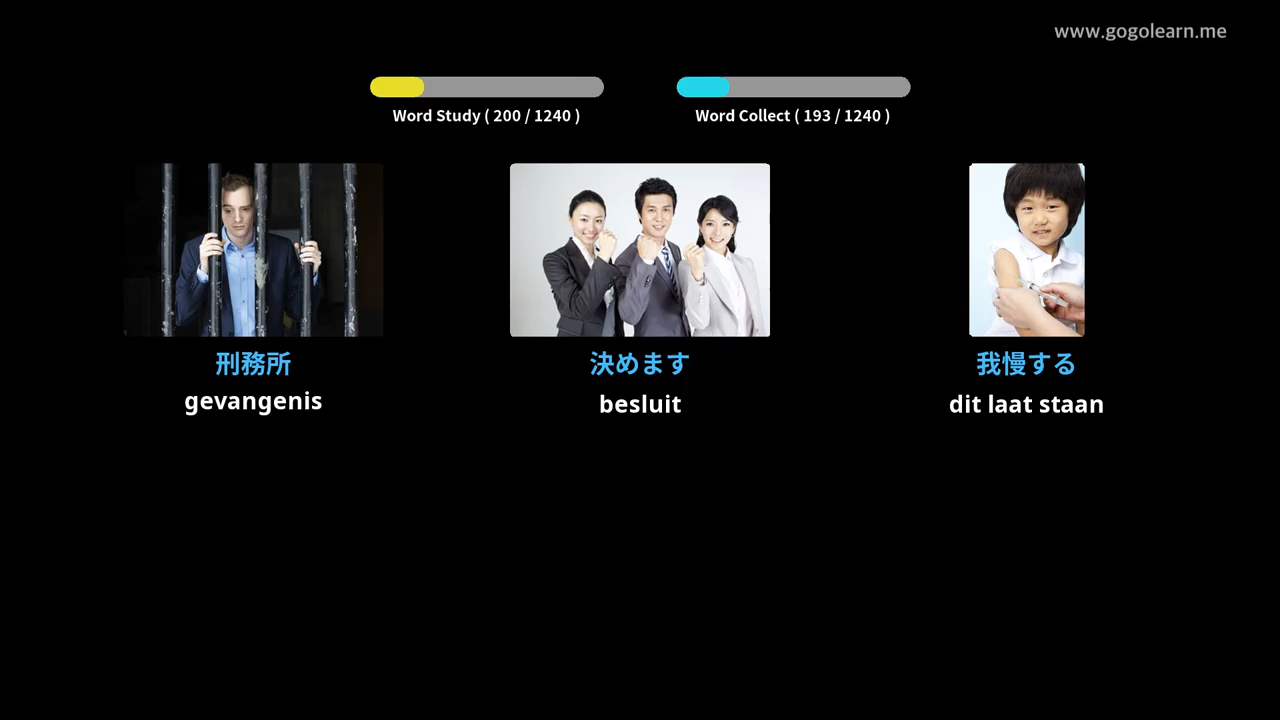 www.gogolearn.me
Word Study ( 200 / 1240 )
Word Collect ( 193 / 1240 )
刑務所
決めます
我慢する
gevangenis
besluit
dit laat staan